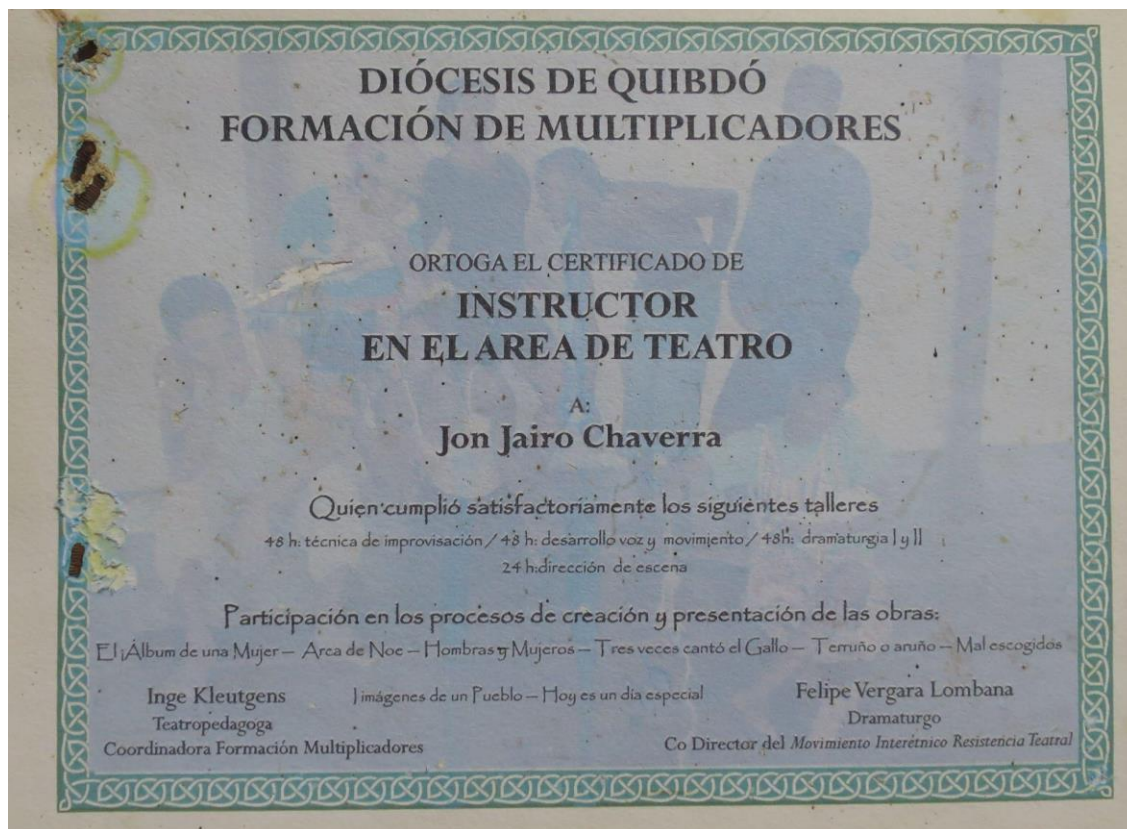 DIÓCESIS DE QUIBDÓ
FORMACIÓN DE MULTIPLICADORES
ORTOGA EL CERTIFICADO DE
INSTRUCTOR
EN EL AREA DE TEATRO
A:
Jon Jairo Chaverra
Quien cumplió satisfactoriamente los siguientes talleres
48 h: técnica de improvisación / 48 h: desarrollo voz y movimiento / 48h: dramaturgia I y II
24 h:dirección de escena
Participación en los procesos de creación y presentación de las obras:
El Álbum de una Mujer – Arca de Noe – Hombras y Mujeros – Tres veces cantó el Gallo – Terruño o aruño – Mal escogidos
Imágenes de un Pueblo – Hoy es un dia especial
Inge Kleutgens
Teatropedagoga
Coordinadora Formación Multiplicadores
Felipe Vergara Lombana
Dramaturgo
Co Director del Movimiento Interétnico Resistencia Teatral